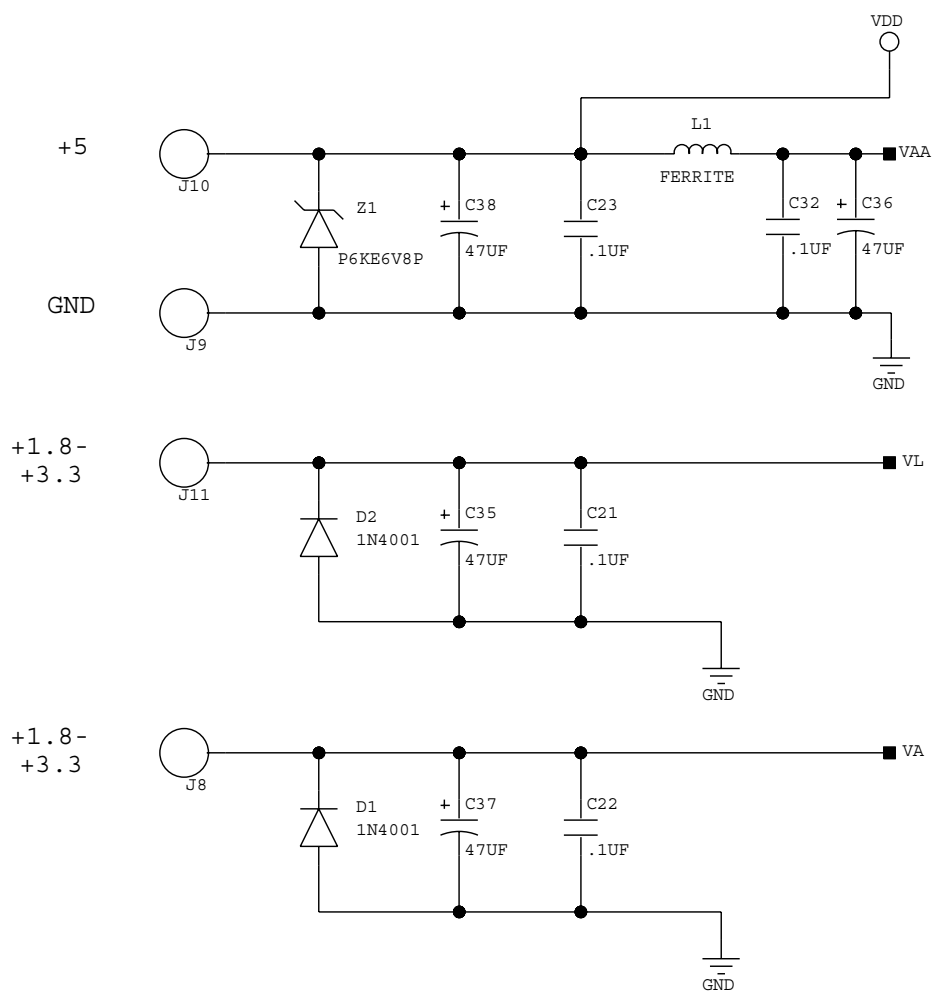 VDD
+5
J10
L1
FERRITE
VAA
Z1
P6KE6V8P
+ C38
47UF
C23
.1UF
C32
.1UF
+ C36
47UF
GND
J9
GND
+1.8-
+3.3
J11
VL
D2
1N4001
+ C35
47UF
C21
.1UF
GND
+1.8-
+3.3
J8
VA
D1
1N4001
+ C37
47UF
C22
.1UF
GND